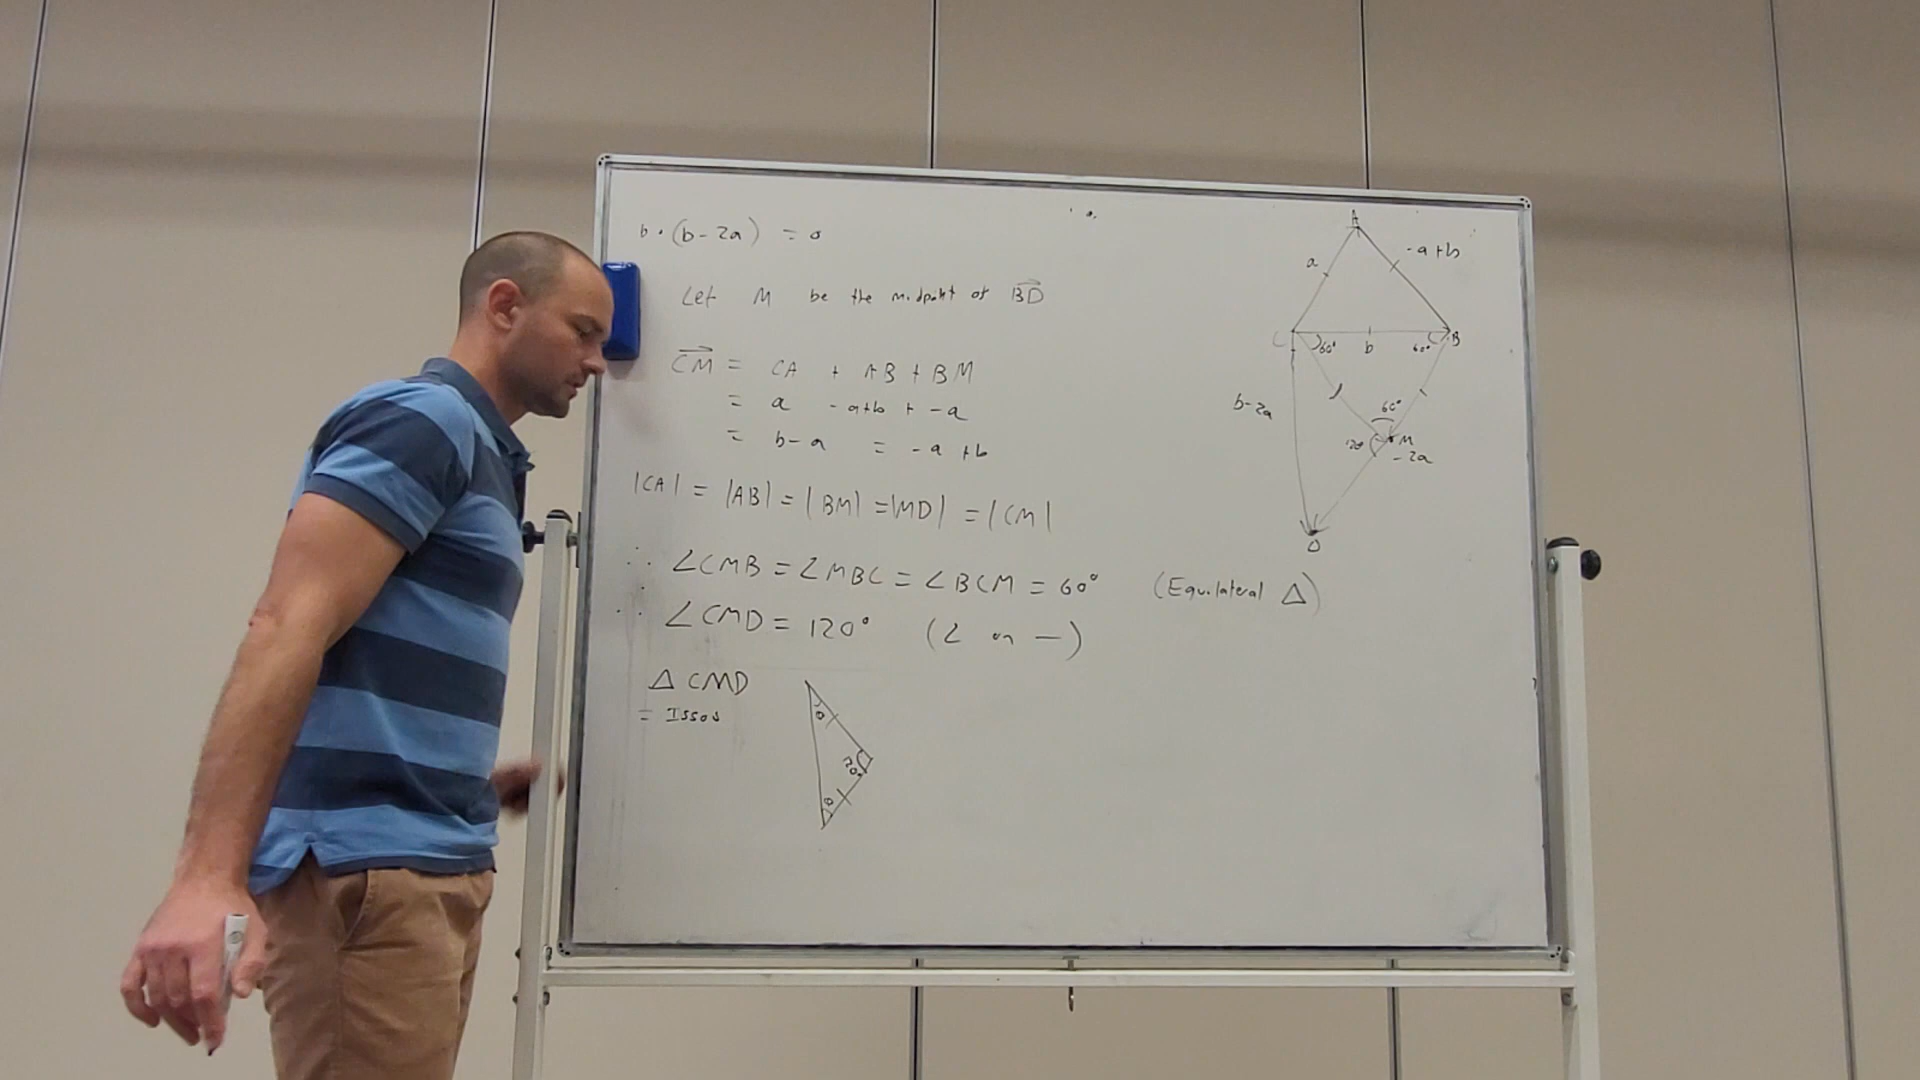 b · (b - 2a) = 0
Let M be the midpoint of BD
CM = CA + AB + BM
= a - a+b + -a
= b - a = -a + b
|CA| = |AB| = |BM| = |MD| = |CM|
∴ ∠CMB = ∠MBC = ∠BCM = 60° (Equilateral Δ)
∴ ∠CMD = 120° (∠ on —)
Δ CMD
= Issos
θ
120
θ
A
a
-a+b
C
60°
b
60°
B
b-2a
60°
120
M
-2a
D